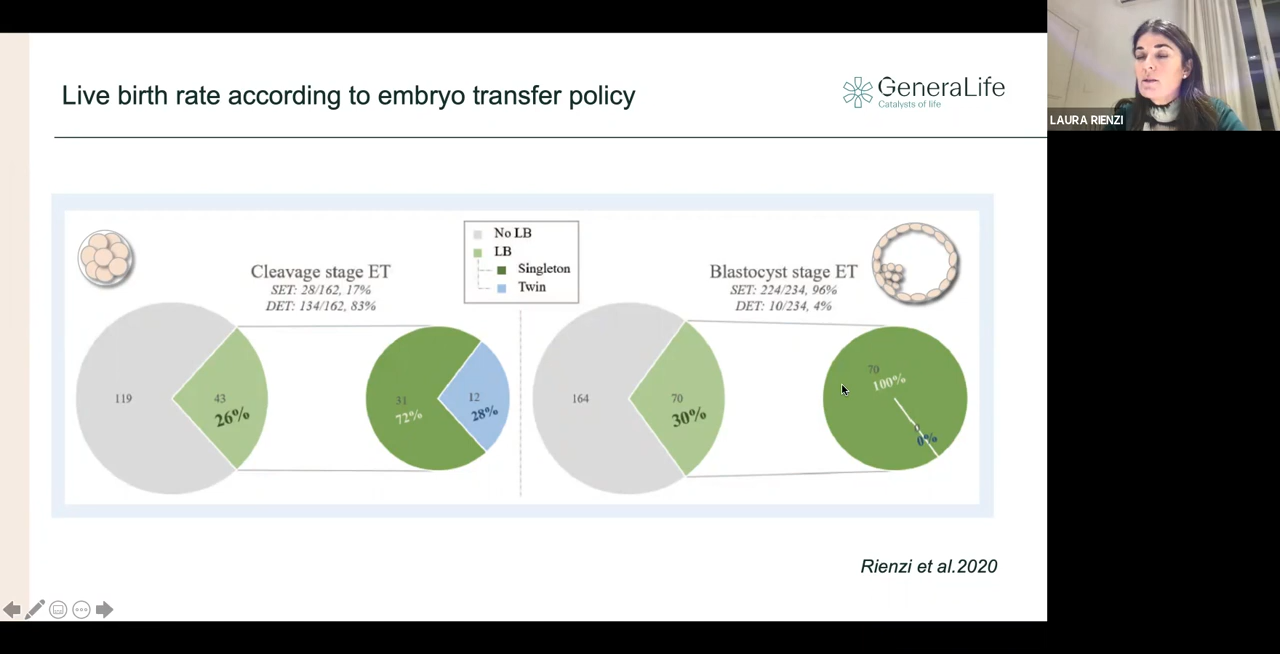 Live birth rate according to embryo transfer policy
GeneraLife
Catalysts of life
LAURA RIENZI
No LB
LB
Singleton
Twin
Cleavage stage ET
SET: 28/162, 17%
DET: 134/162, 83%
119
43
26%
31
72%
12
28%
Blastocyst stage ET
SET: 224/234, 96%
DET: 10/234, 4%
164
70
30%
70
100%
0
0%
Rienzi et al.2020